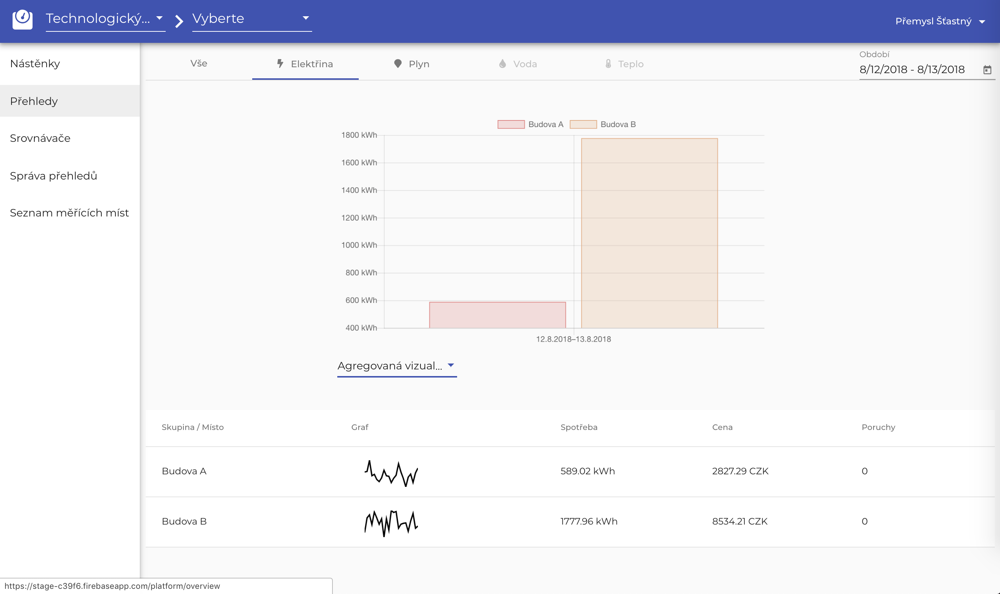 Technologický... Vyberte Přemysl Šťastný
Nástěnky
Přehledy
Srovnávače
Správa přehledů
Seznam měřících míst
Vše Elektřina Plyn Voda Teplo
Období
8/12/2018 - 8/13/2018
Budova A Budova B
1800 kWh
1600 kWh
1400 kWh
1200 kWh
1000 kWh
800 kWh
600 kWh
400 kWh
12.8.2018–13.8.2018
Agregovaná vizual...
Skupina / Místo Graf Spotřeba Cena Poruchy
Budova A 589.02 kWh 2827.29 CZK 0
Budova B 1777.96 kWh 8534.21 CZK 0
https://stage-c39f6.firebaseapp.com/platform/overview